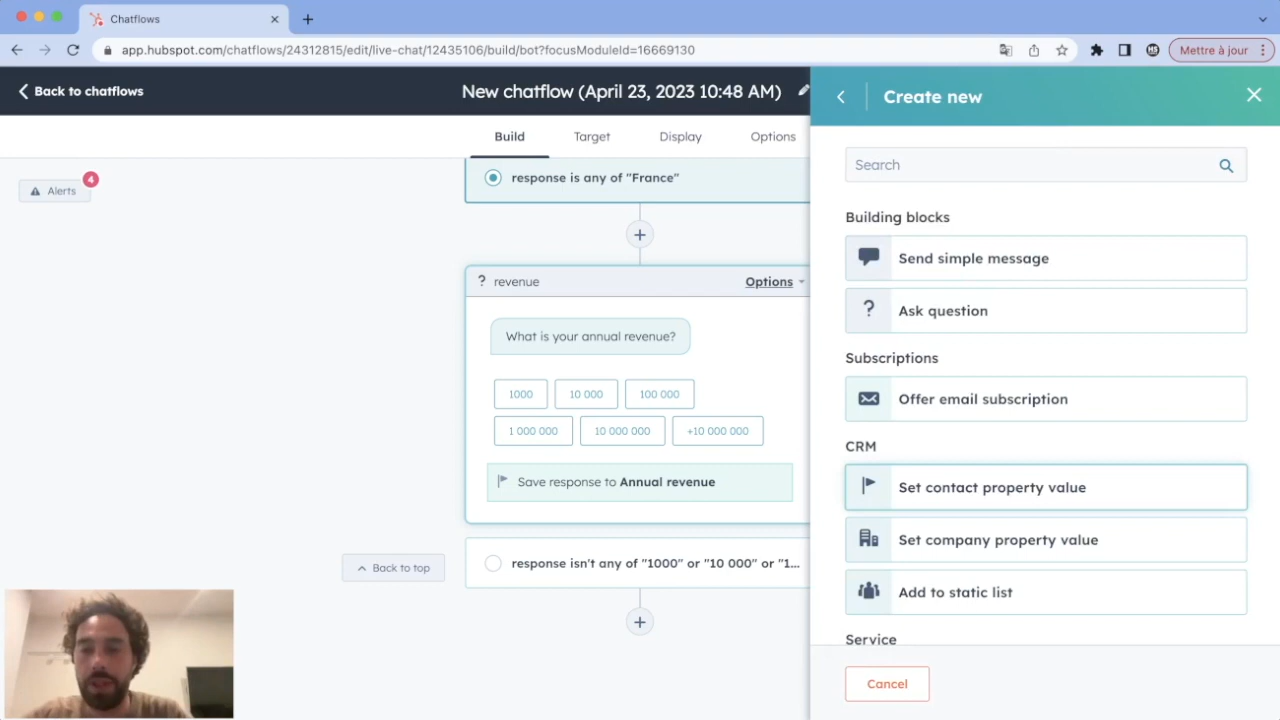 Chatflows
app.hubspot.com/chatflows/24312815/edit/live-chat/12435106/build/bot?focusModuleId=16669130
Mettre à jour
Back to chatflows
New chatflow (April 23, 2023 10:48 AM)
Build
Target
Display
Options
Alerts
4
response is any of "France"
? revenue
Options
What is your annual revenue?
1000
10 000
100 000
1 000 000
10 000 000
+10 000 000
Save response to Annual revenue
response isn't any of "1000" or "10 000" or "1...
Back to top
Create new
Search
Building blocks
Send simple message
? Ask question
Subscriptions
Offer email subscription
CRM
Set contact property value
Set company property value
Add to static list
Service
Cancel